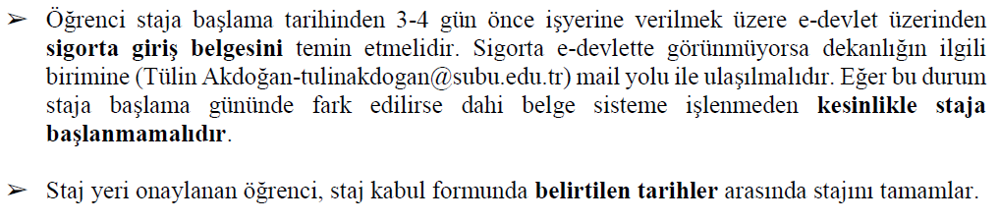 ➢ Öğrenci staja başlama tarihinden 3-4 gün önce işyerine verilmek üzere e-devlet üzerinden
sigorta giriş belgesini temin etmelidir. Sigorta e-devlette görünmüyorsa dekanlığın ilgili
birimine (Tülin Akdoğan-tulinakdogan@subu.edu.tr) mail yolu ile ulaşılmalıdır. Eğer bu durum
staja başlama gününde fark edilirse dahi belge sisteme işlenmeden kesinlikle staja
başlanmamalıdır.
➢ Staj yeri onaylanan öğrenci, staj kabul formunda belirtilen tarihler arasında stajını tamamlar.